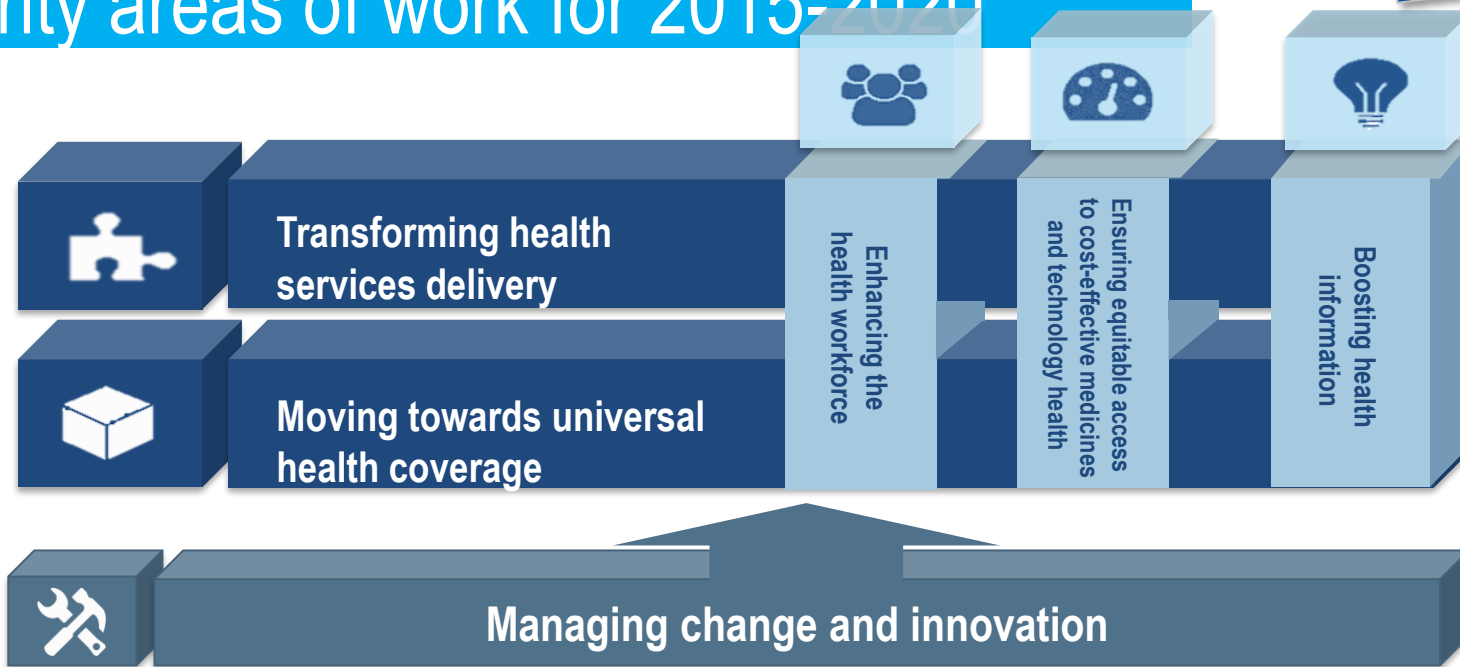 areas of work for 2015-2020
Transforming health
services delivery
Moving towards universal
health coverage
Enhancing the
health workforce
Ensuring equitable access
to cost-effective medicines
and technology health
Boosting health
information
Managing change and innovation